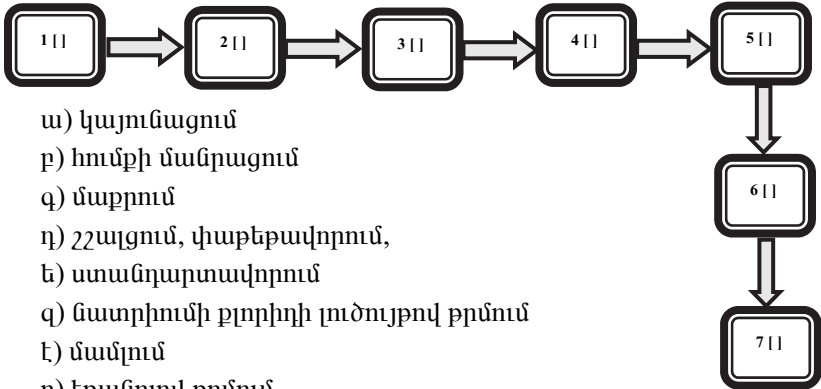 1 [ ]
2 [ ]
3 [ ]
4 [ ]
5 [ ]
ա) կայունացում
բ) հումքի մանրացում
գ) մաքրում
6 [ ]
դ) շշալցում, փաթեթավորում,
ե) ստանդարտավորում
զ) նատրիումի քլորիդի լուծույթով թրմում
է) մամլում
7 [ ]